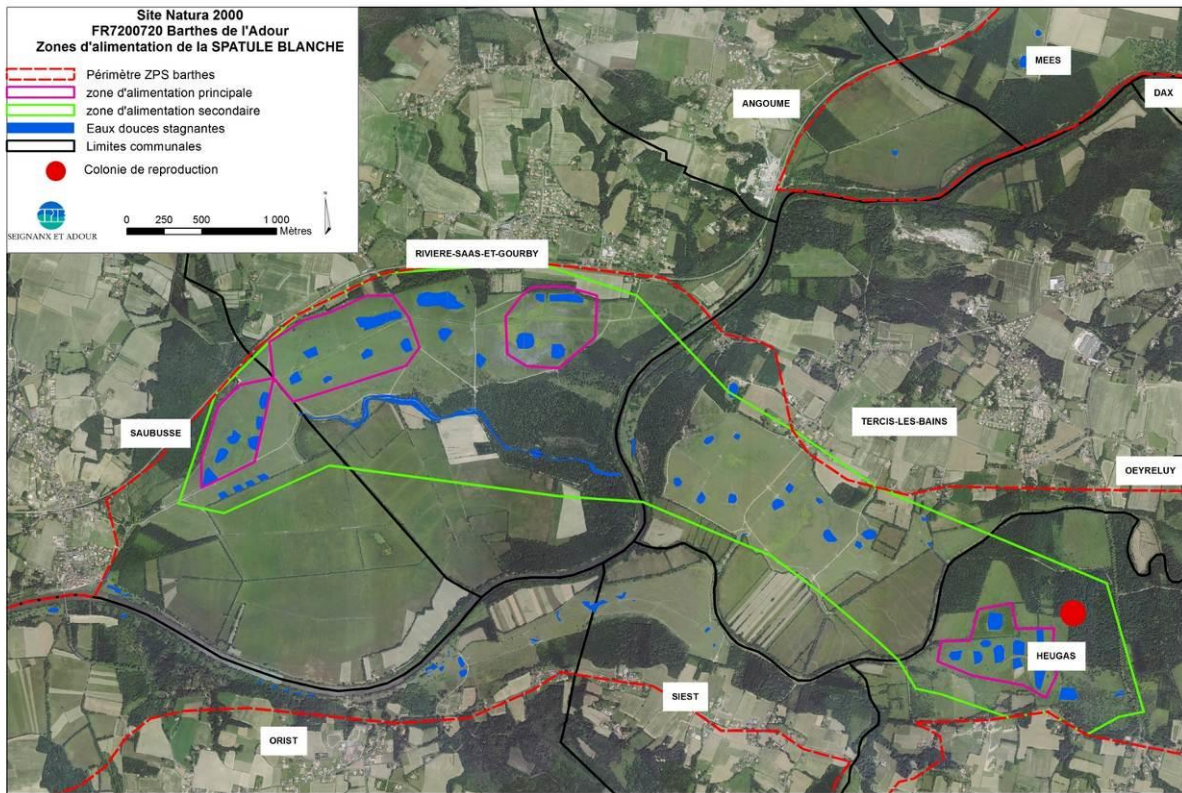 Site Natura 2000
FR7200720 Barthes de l'Adour
Zones d'alimentation de la SPATULE BLANCHE
Périmètre ZPS barthes
zone d'alimentation principale
zone d'alimentation secondaire
Eaux douces stagnantes
Limites communales
Colonie de reproduction
N
CPIE
SEIGNANX ET ADOUR
0 250 500 1 000
Mètres
MEES
DAX
ANGOUME
RIVIERE-SAAS-ET-GOURBY
SAUBUSSE
TERCIS-LES-BAINS
OEYRELUY
HEUGAS
SIEST
ORIST